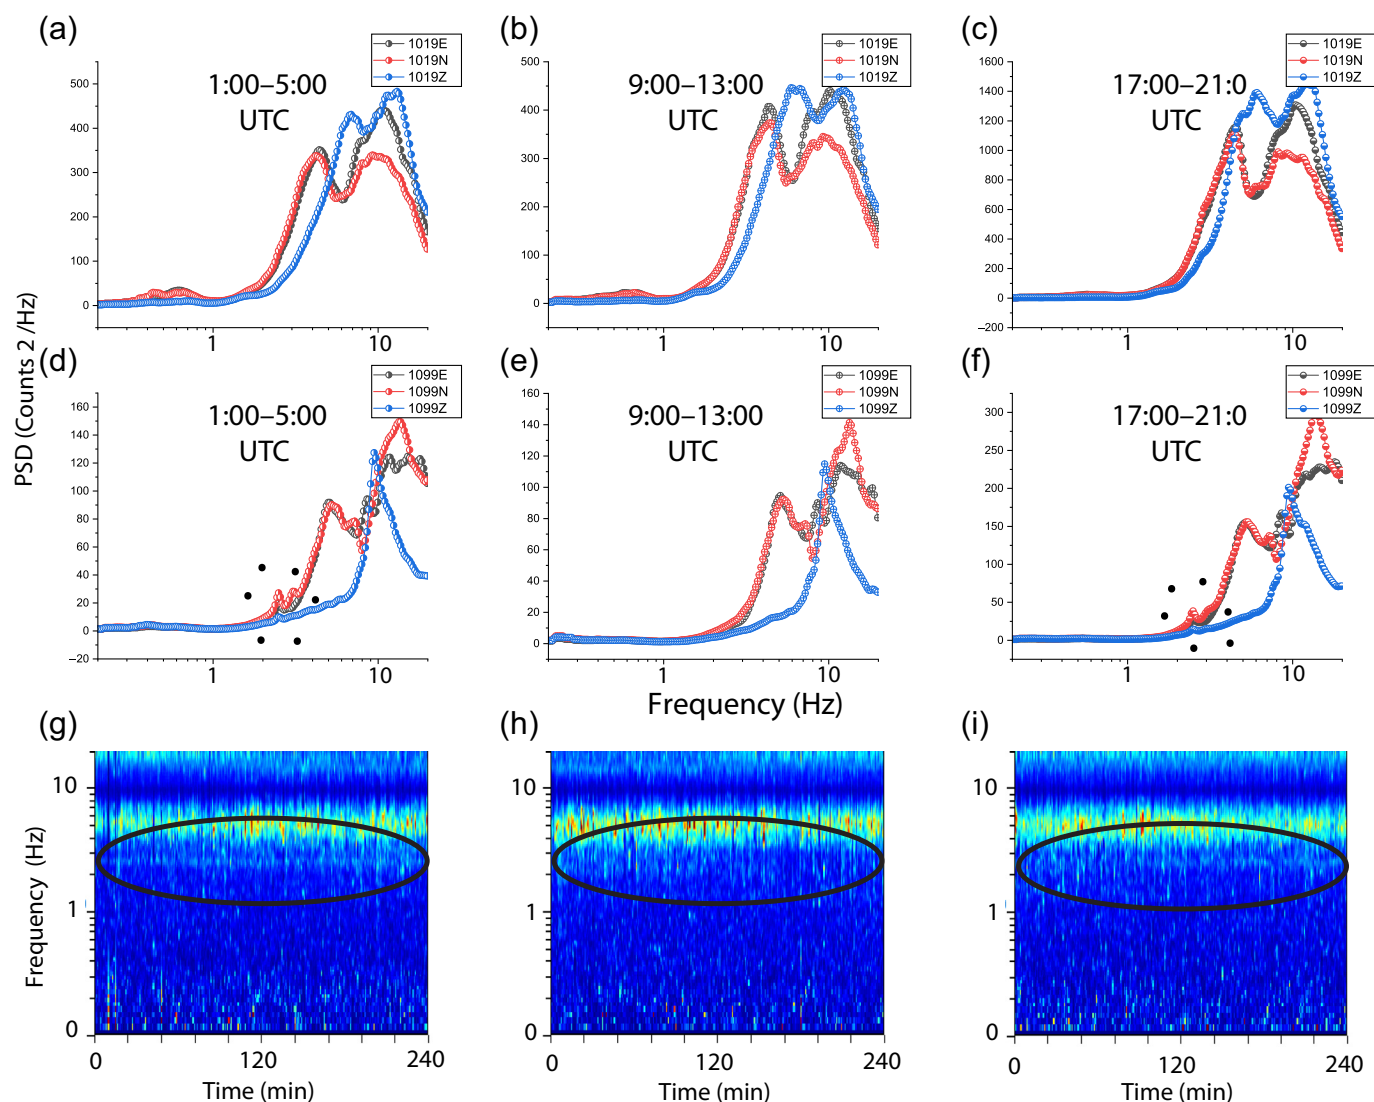 (a)
1019E
1019N
1019Z
1:00–5:00
UTC
500
400
300
200
100
0
1
10
(b)
1019E
1019N
1019Z
9:00–13:00
UTC
500
450
400
300
200
100
0
1
10
(c)
1019E
1019N
1019Z
17:00–21:0
UTC
1600
1400
1200
1000
800
600
400
200
0
−200
1
10
PSD (Counts 2 /Hz)
(d)
1099E
1099N
1099Z
1:00–5:00
UTC
160
140
120
100
80
60
40
20
0
−20
1
10
(e)
1099E
1099N
1099Z
9:00–13:00
UTC
160
140
120
100
80
60
40
20
0
1
10
(f)
1099E
1099N
1099Z
17:00–21:0
UTC
300
250
200
150
100
50
0
1
10
Frequency (Hz)
(g)
10
1
0
Frequency (Hz)
0
120
240
Time (min)
(h)
10
1
0
0
120
240
Time (min)
(i)
10
1
0
0
120
240
Time (min)